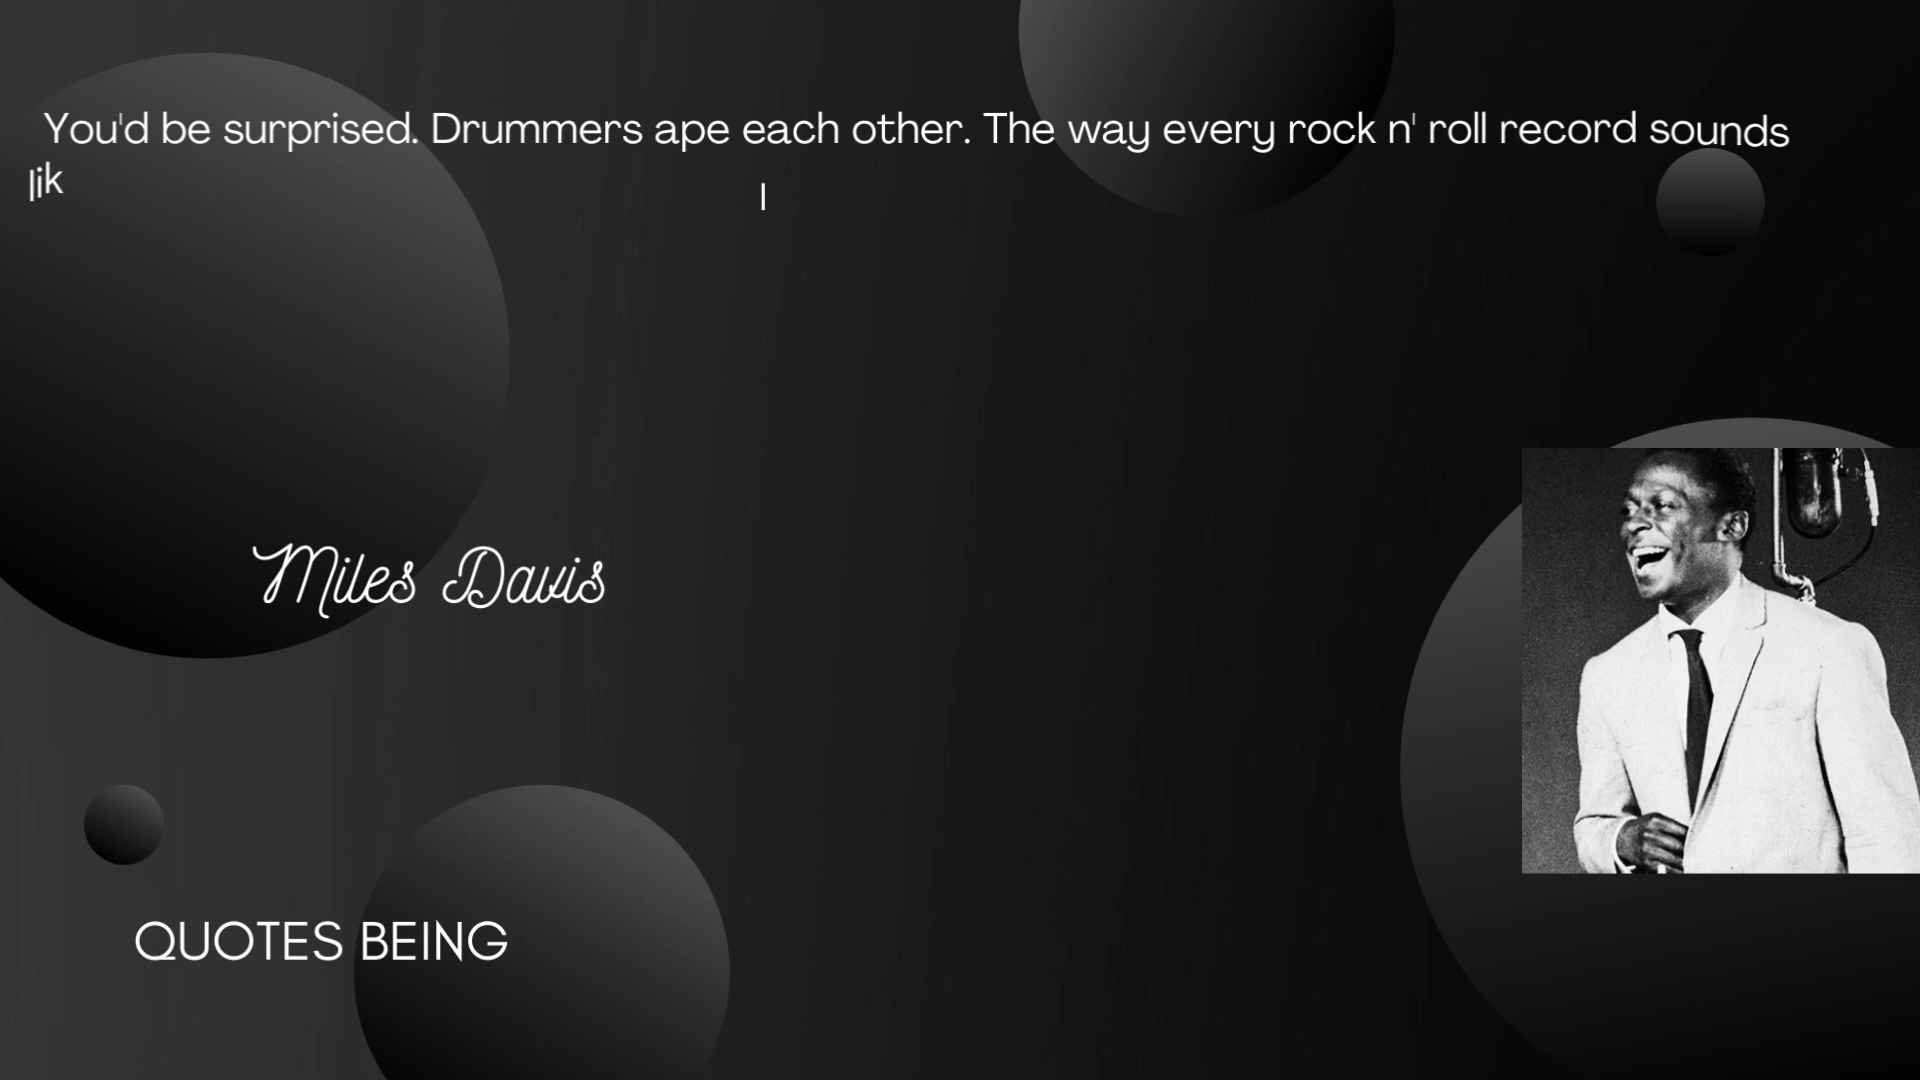 You'd be surprised. Drummers ape each other. The way every rock n' roll record sounds
lik l
Miles Davis
QUOTES BEING